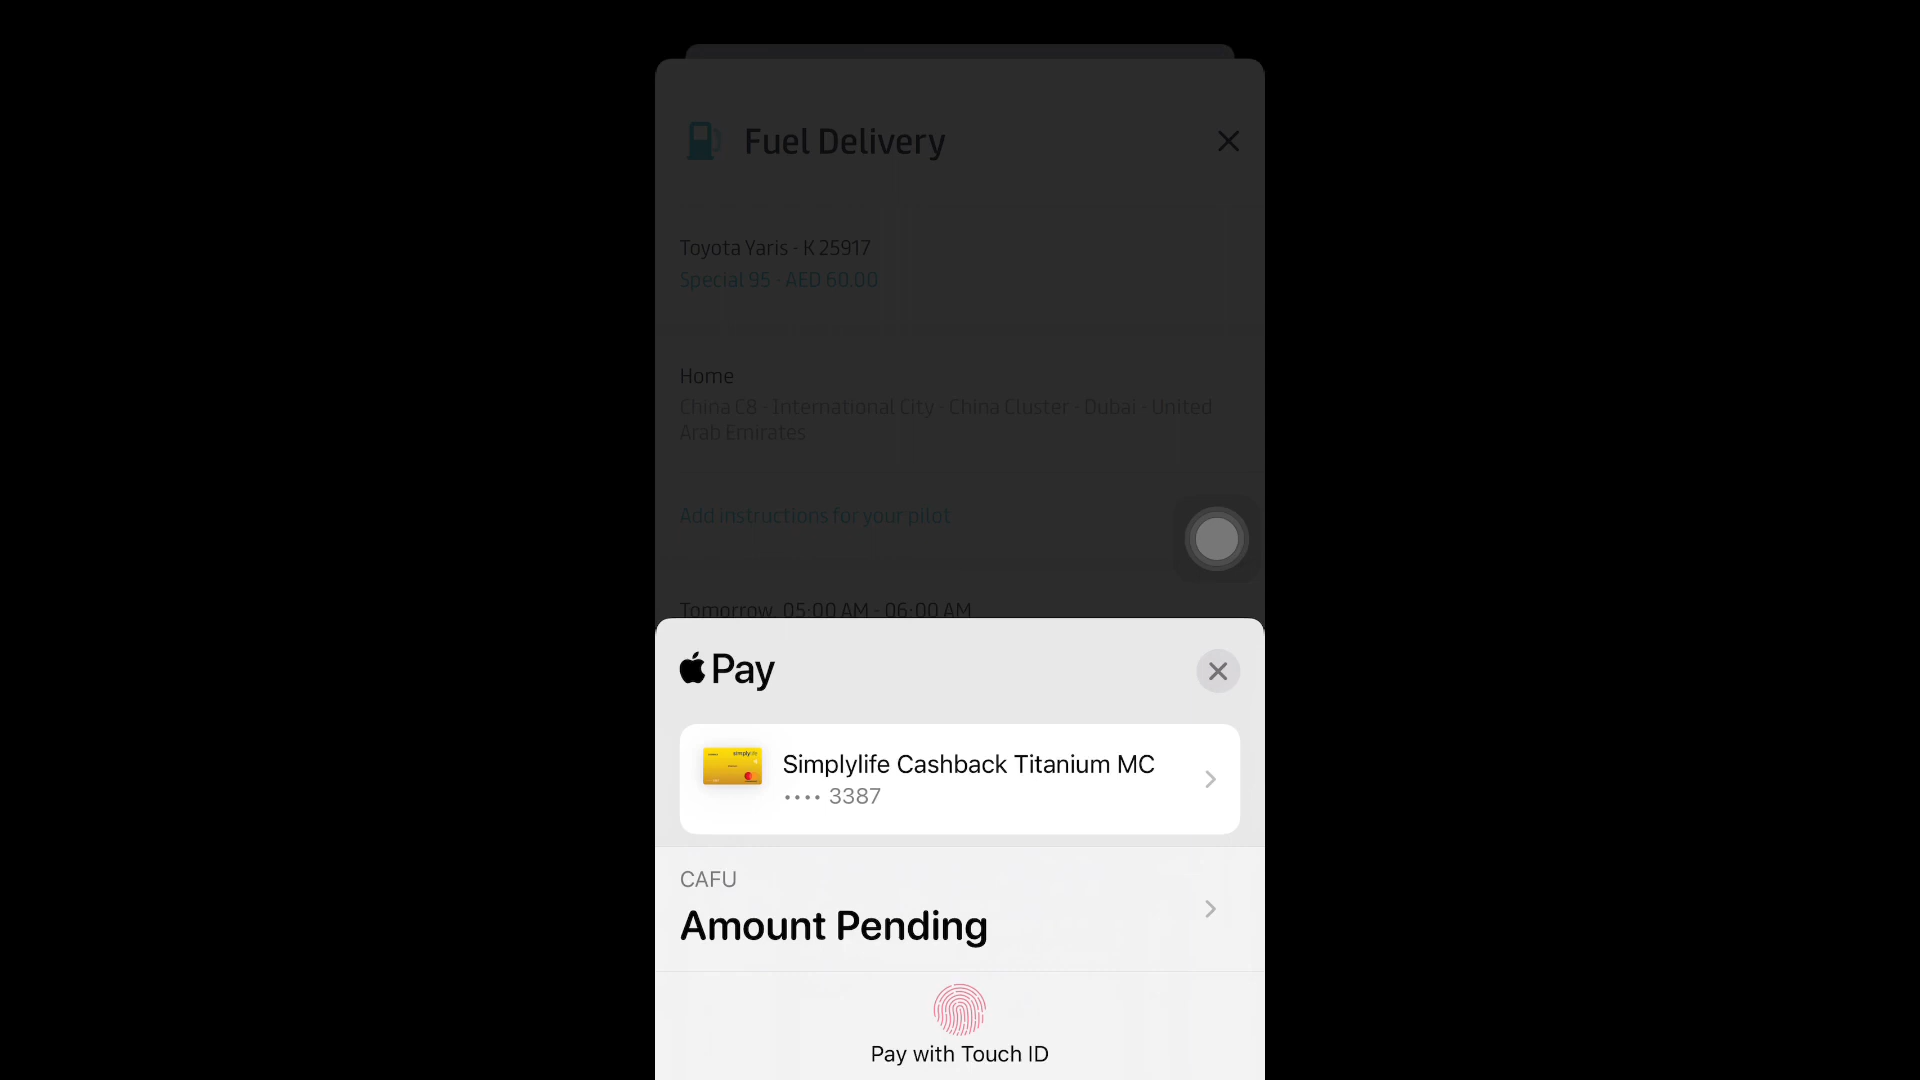 Fuel Delivery
Toyota Yaris - K 25917
Special 95 - AED 60.00
Home
China C8 - International City - China Cluster - Dubai - United
Arab Emirates
Add instructions for your pilot
Tomorrow, 05:00 AM - 06:00 AM
Pay
simplylife
Simplylife Cashback Titanium MC
•••• 3387
CAFU
Amount Pending
Pay with Touch ID